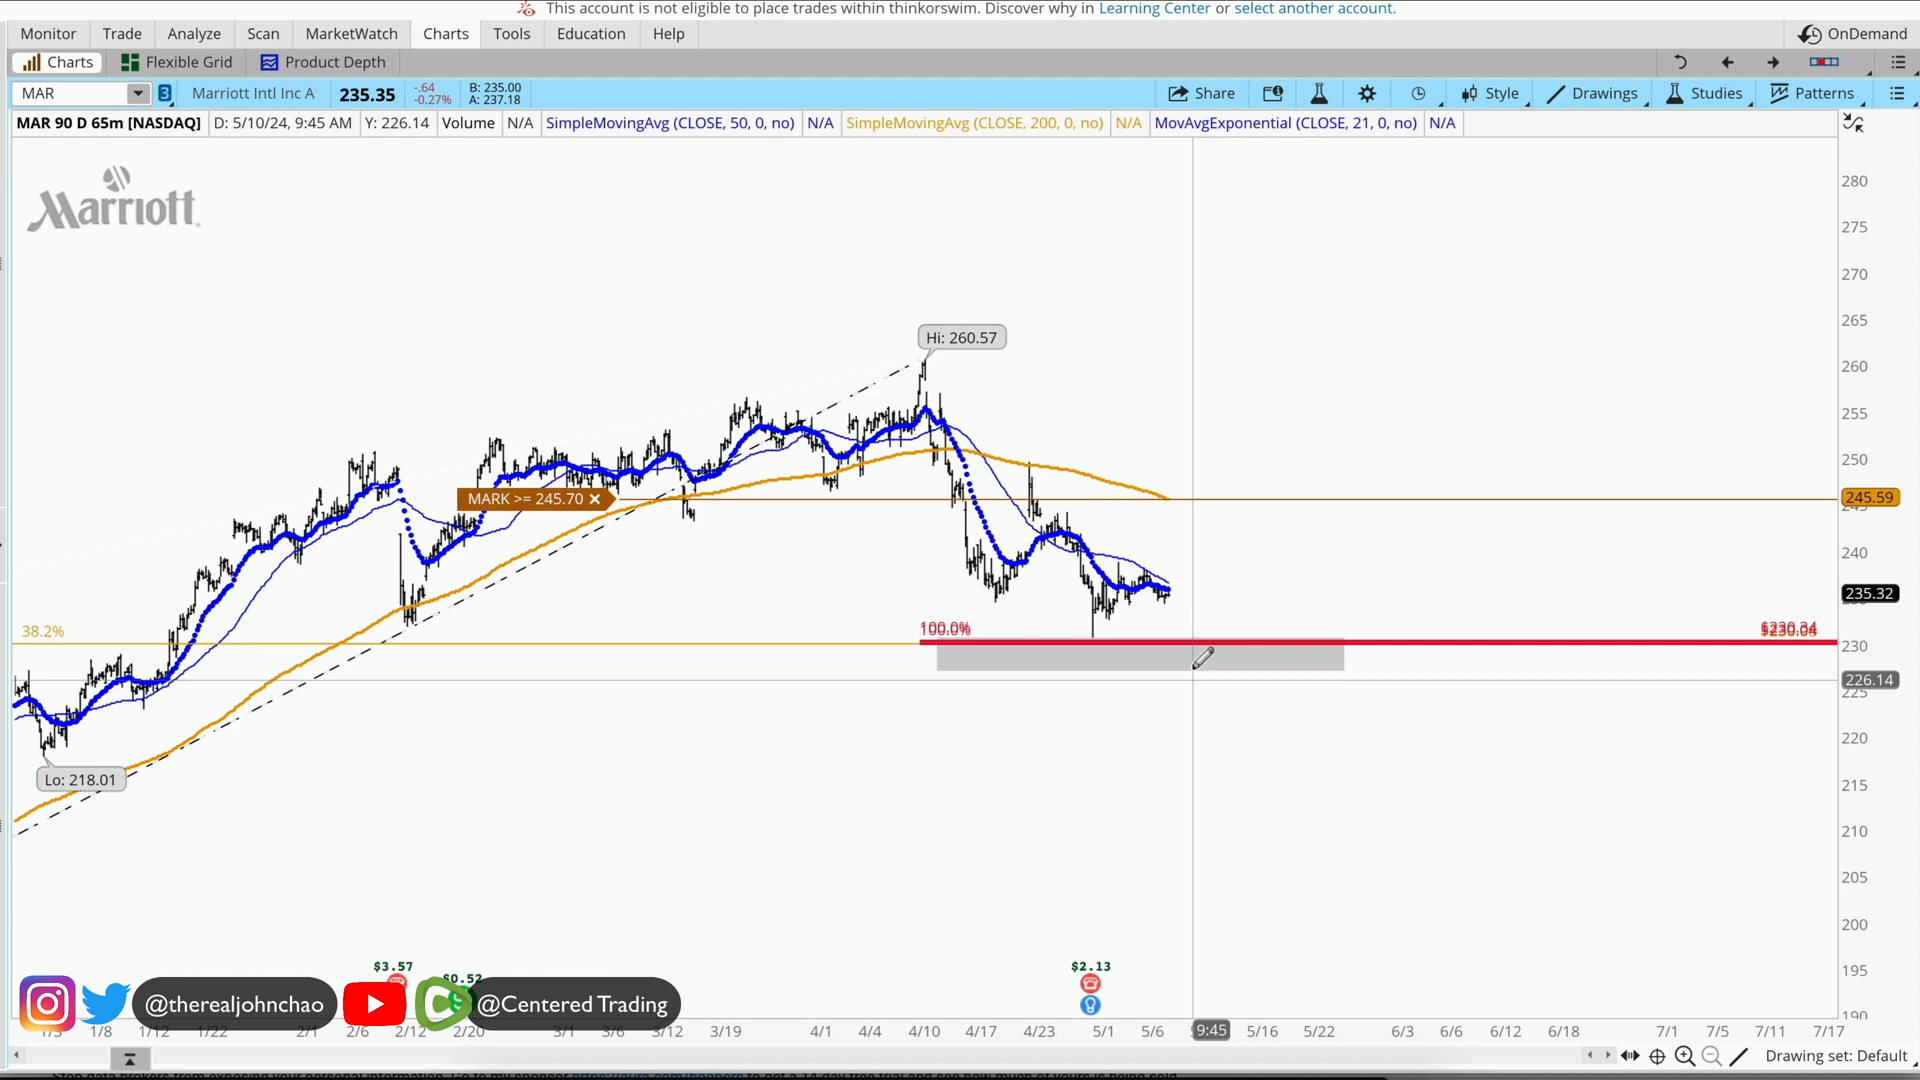 This account is not eligible to place trades within thinkorswim. Discover why in Learning Center or select another account.
Monitor Trade Analyze Scan MarketWatch Charts Tools Education Help OnDemand
Charts Flexible Grid Product Depth
MAR 3 Marriott Intl Inc A 235.35 -.64 -0.27% B: 235.00 A: 237.18 Share Style Drawings Studies Patterns
MAR 90 D 65m [NASDAQ] D: 5/10/24, 9:45 AM Y: 226.14 Volume N/A SimpleMovingAvg (CLOSE, 50, 0, no) N/A SimpleMovingAvg (CLOSE, 200, 0, no) N/A MovAvgExponential (CLOSE, 21, 0, no) N/A
Marriott
280
275
270
265
Hi: 260.57
260
255
250
MARK >= 245.70 ×
245.59
240
235.32
38.2%
100.0%
100.0%
$230.34
230
226.14
225
220
Lo: 218.01
215
210
205
200
195
190
$3.57
$0.52
$2.13
@therealjohnchao @Centered Trading
1/8 1/12 1/22 2/1 2/6 2/12 2/20 3/1 3/6 3/12 3/19 4/1 4/4 4/10 4/17 4/23 5/1 5/6 9:45 5/16 5/22 6/3 6/6 6/12 6/18 7/1 7/5 7/11 7/17
Drawing set: Default